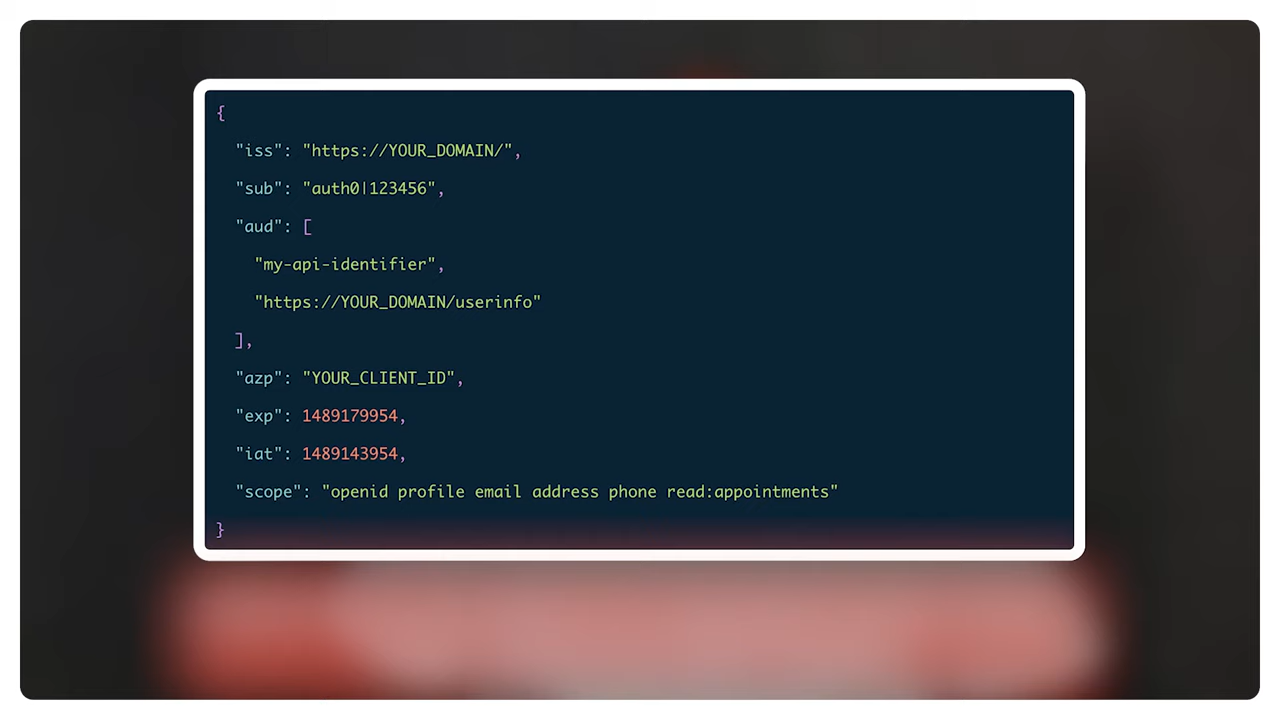 {
"iss": "https://YOUR_DOMAIN/",
"sub": "auth0|123456",
"aud": [
"my-api-identifier",
"https://YOUR_DOMAIN/userinfo"
],
"azp": "YOUR_CLIENT_ID",
"exp": 1489179954,
"iat": 1489143954,
"scope": "openid profile email address phone read:appointments"
}